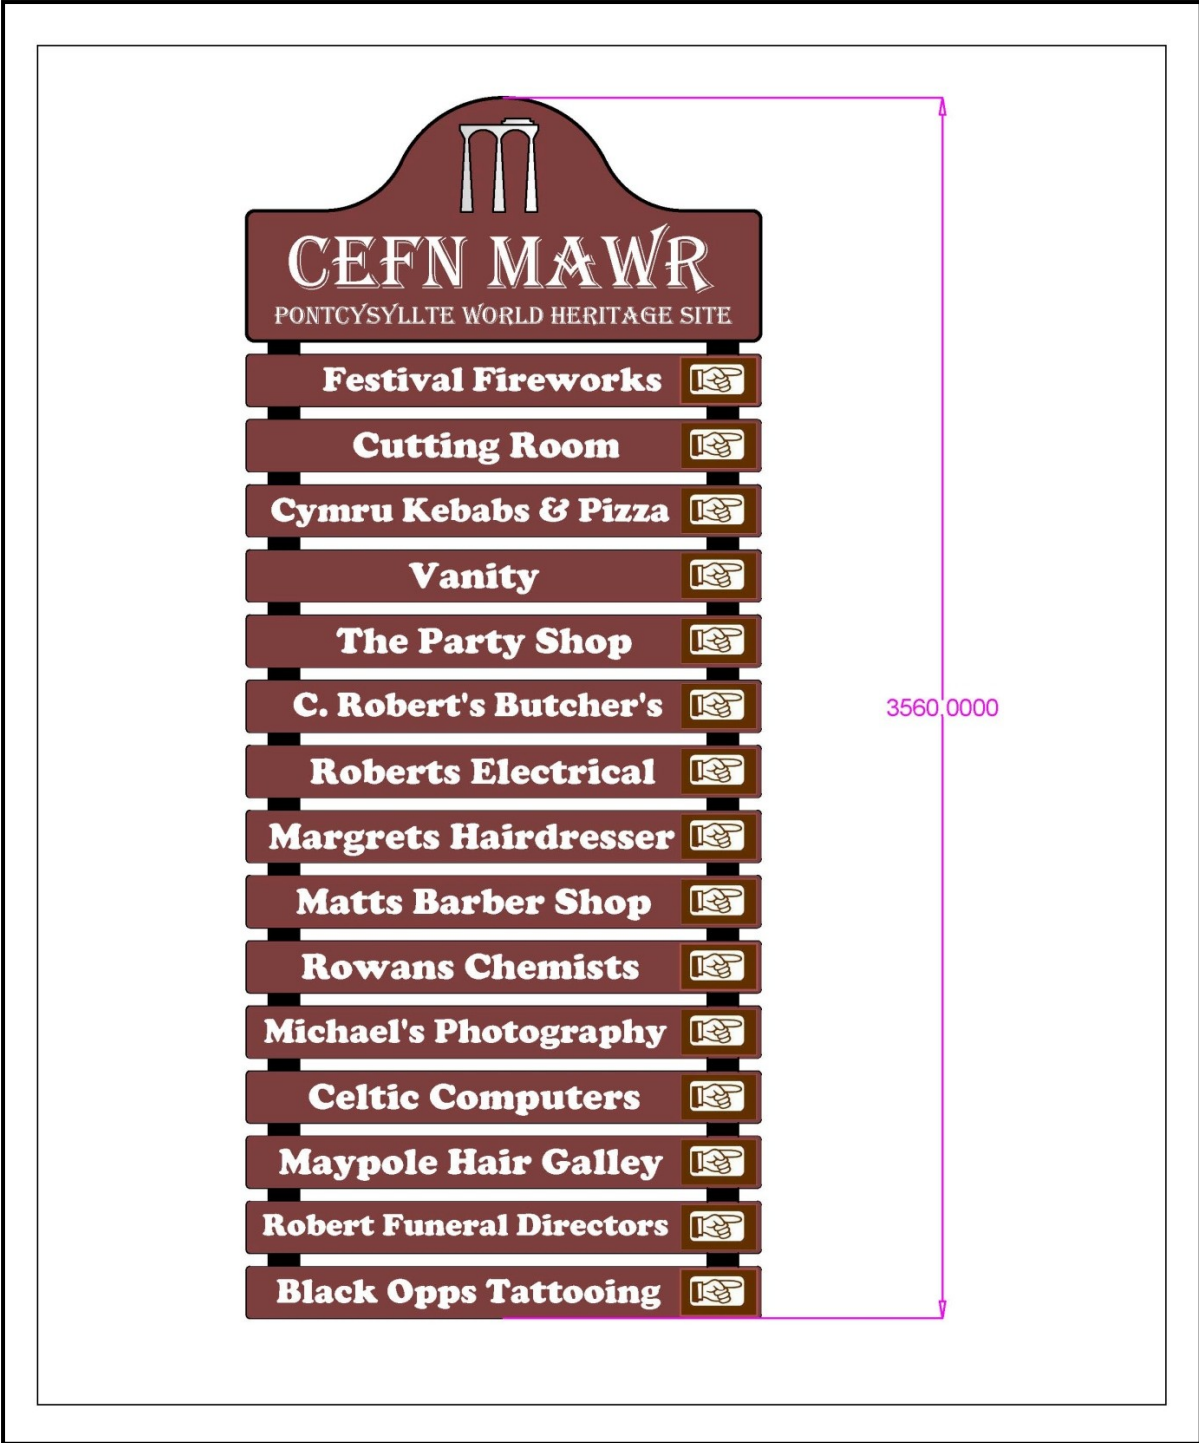 CEFN MAWR
PONTCYSYLLTE WORLD HERITAGE SITE
Festival Fireworks
Cutting Room
Cymru Kebabs & Pizza
Vanity
The Party Shop
C. Robert's Butcher's
3560.0000
Roberts Electrical
Margrets Hairdresser
Matts Barber Shop
Rowans Chemists
Michael's Photography
Celtic Computers
Maypole Hair Galley
Robert Funeral Directors
Black Opps Tattooing